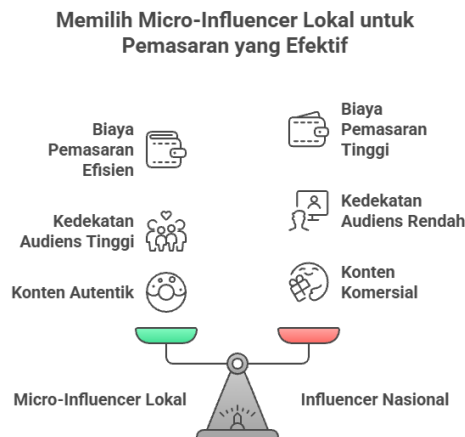 Memilih Micro-Influencer Lokal untuk
Pemasaran yang Efektif
Biaya
Pemasaran
Efisien
Biaya
Pemasaran
Tinggi
Kedekatan
Audiens Tinggi
Kedekatan
Audiens Rendah
Konten Autentik
Konten
Komersial
Micro-Influencer Lokal
Influencer Nasional